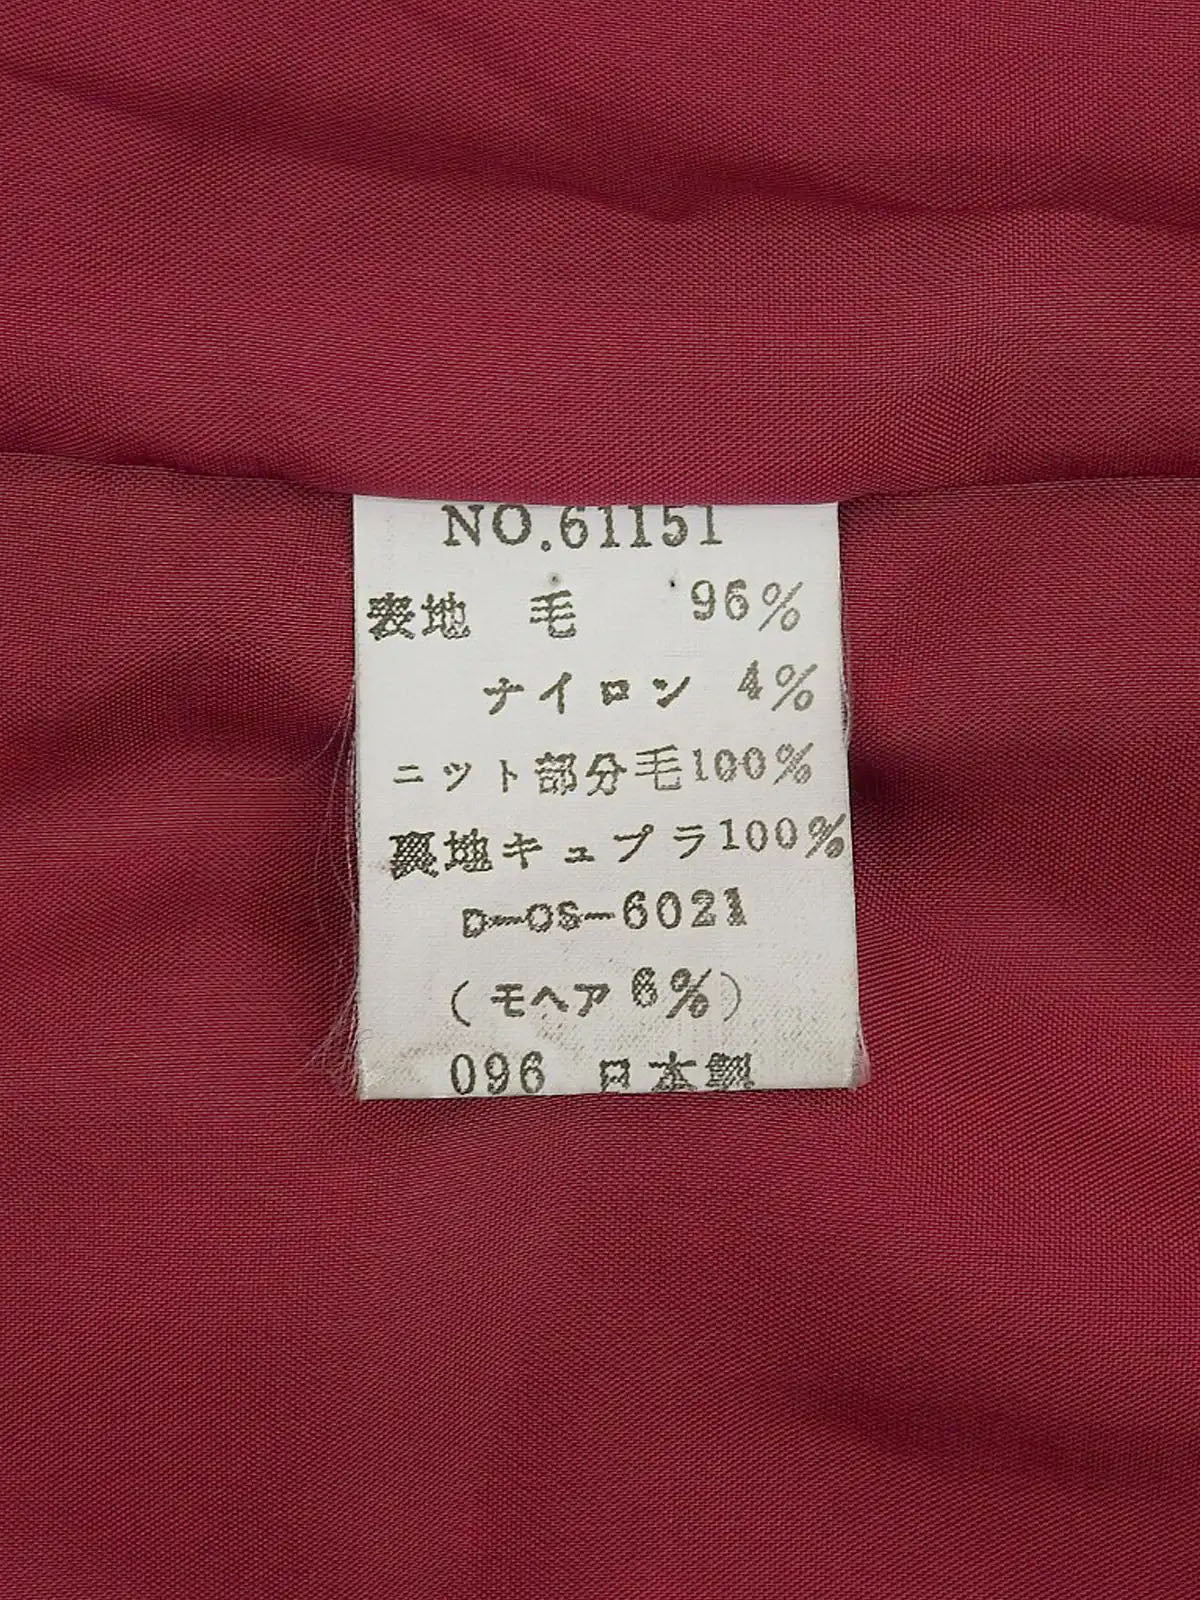 NO.61151
表地 毛 96%
ナイロン 4%
ニット部分毛100%
裏地キュプラ100%
D-OS-6021
(モヘア 6%)
096 日本製